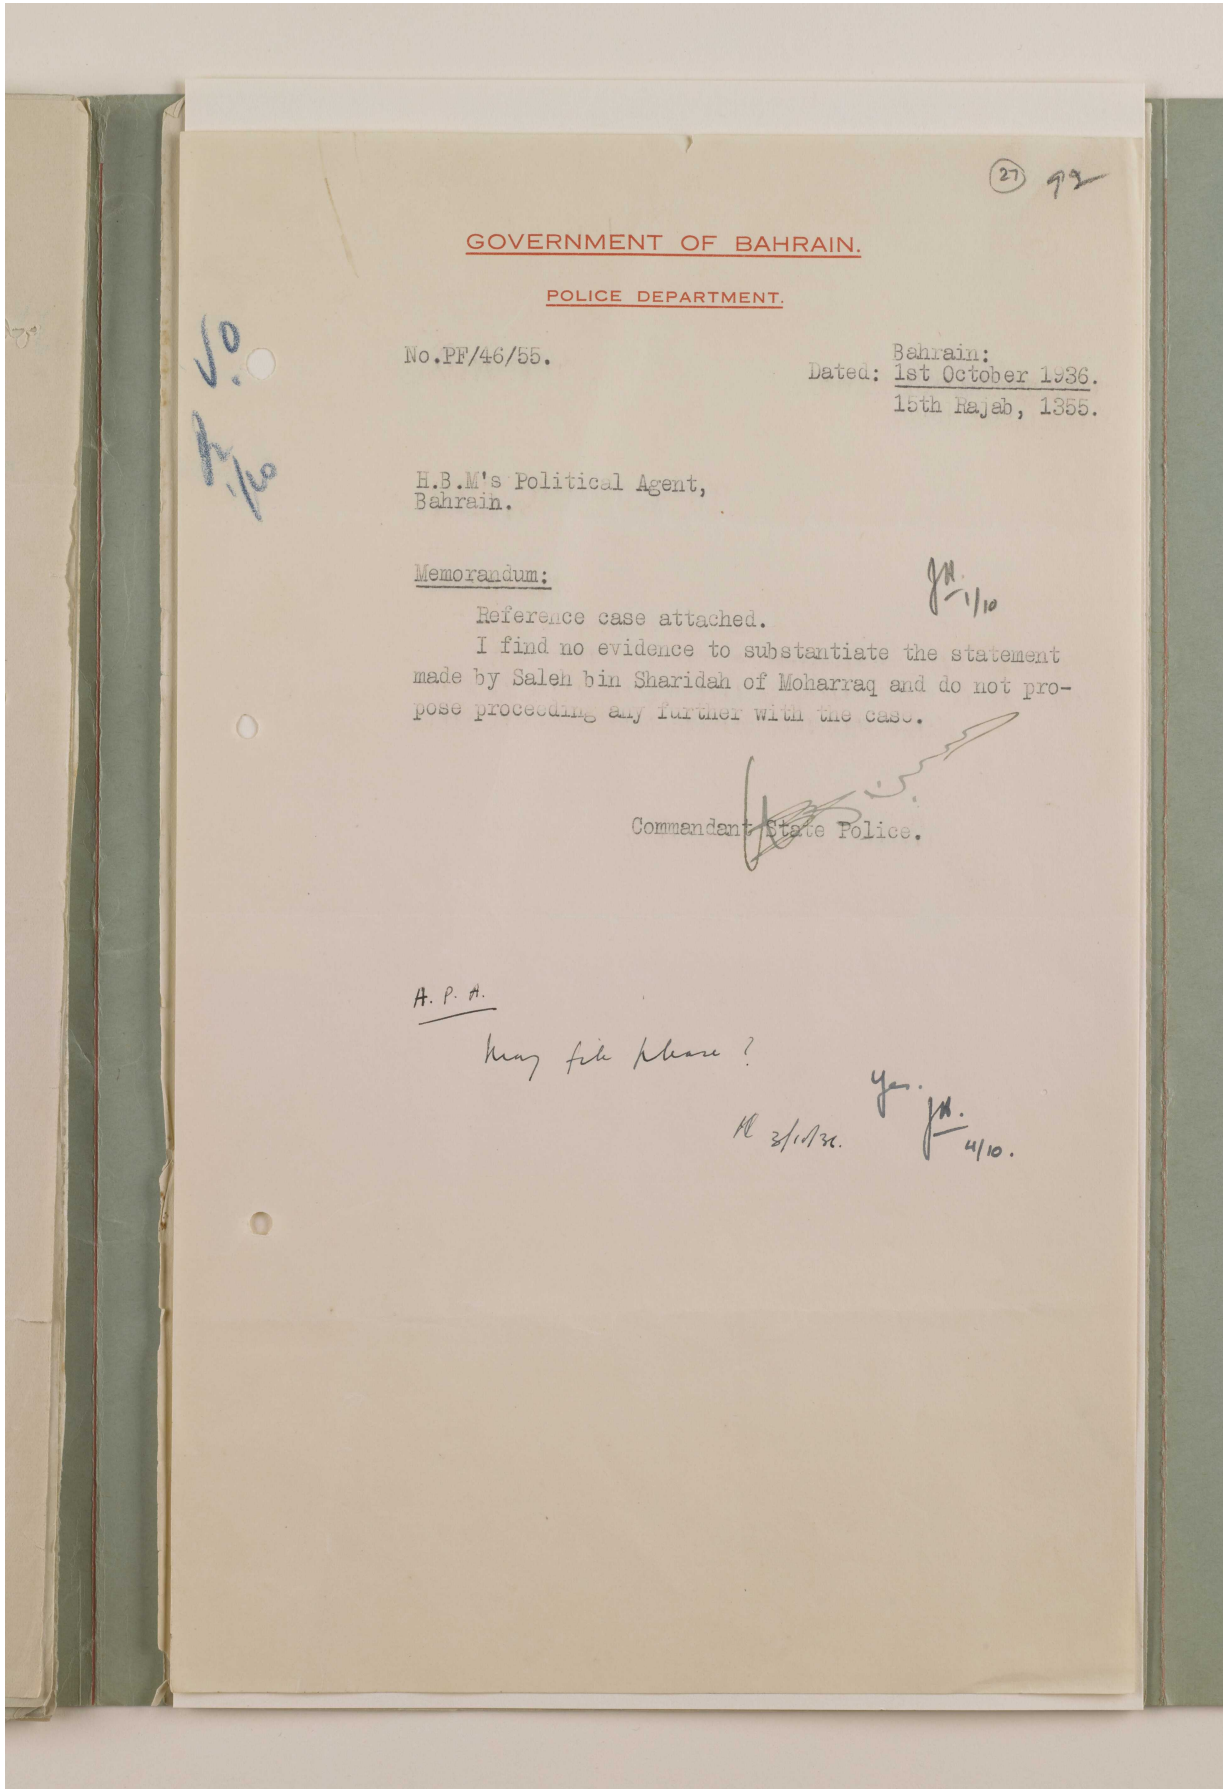 27 92
GOVERNMENT OF BAHRAIN.
POLICE DEPARTMENT.
No.PF/46/55.
Bahrain:
Dated: 1st October 1936.
15th Rajab, 1355.
H.B.M's Political Agent,
Bahrain.
Memorandum:
1/10
Reference case attached.
I find no evidence to substantiate the statement
made by Saleh bin Sharidah of Moharraq and do not pro-
pose proceeding any further with the case.
Commandant State Police.
A.P.A.
May file please?
Yes.
3/10/36.
4/10.